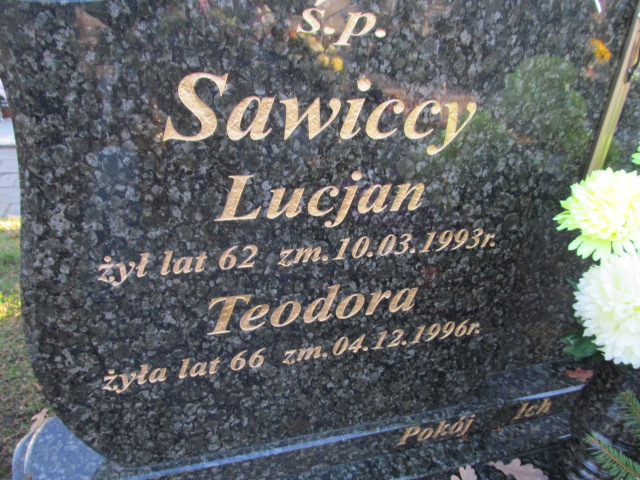 ś.p.
Sawiccy
Lucjan
żył lat 62 zm. 10.03.1993r.
Teodora
żyła lat 66 zm. 04.12.1996r.
Pokój Ich